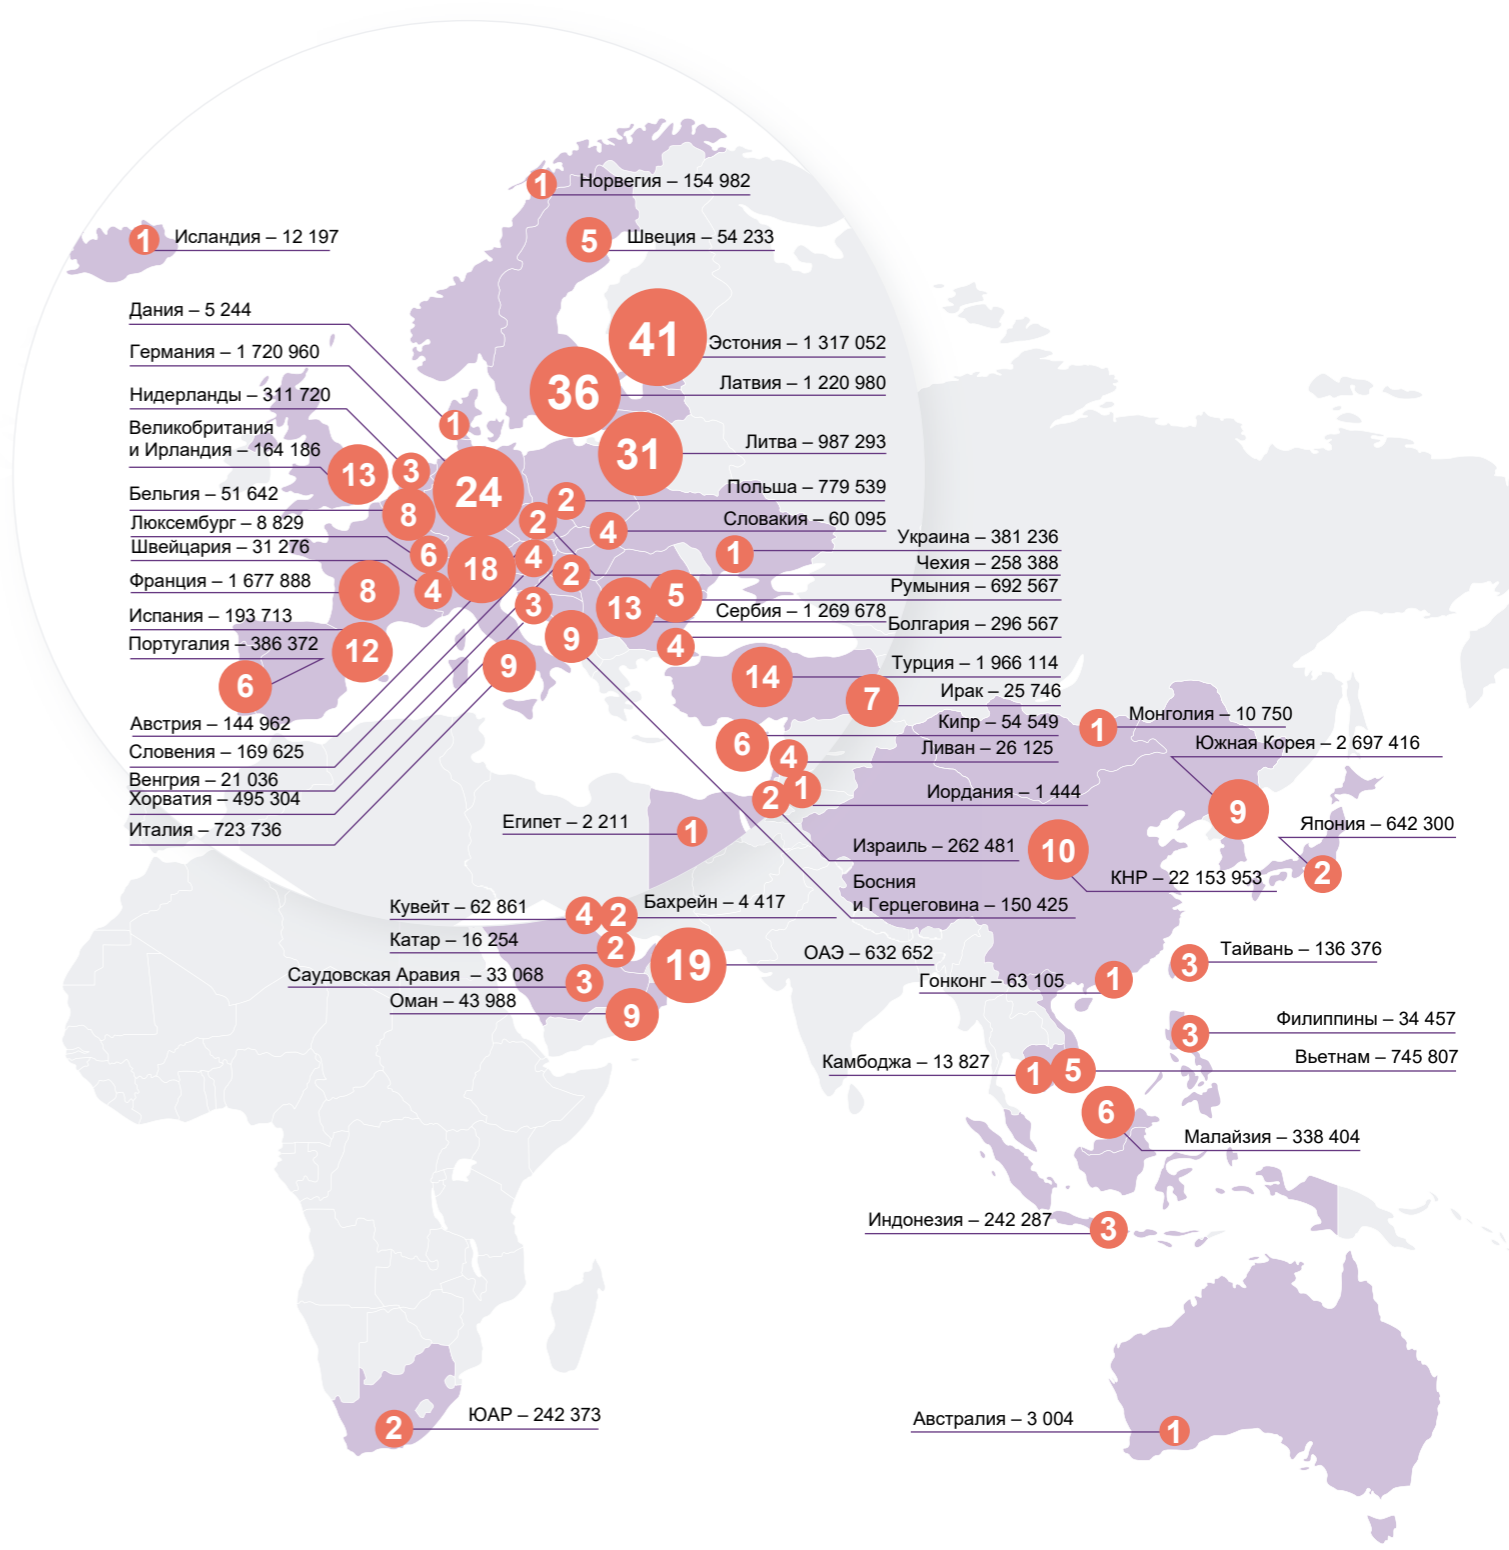 1
Норвегия – 154 982
1
Исландия – 12 197
5
Швеция – 54 233
Дания – 5 244
41
Эстония – 1 317 052
Германия – 1 720 960
36
Латвия – 1 220 980
Нидерланды – 311 720
1
Великобритания
и Ирландия – 164 186
31
Литва – 987 293
13
3
24
Бельгия – 51 642
2
Польша – 779 539
8
2
Люксембург – 8 829
4
Словакия – 60 095
Швейцария – 31 276
6
4
1
Украина – 381 236
Чехия – 258 388
18
2
Франция – 1 677 888
8
4
5
Румыния – 692 567
Испания – 193 713
3
13
Сербия – 1 269 678
Болгария – 296 567
Португалия – 386 372
12
9
4
6
9
14
Турция – 1 966 114
7
Ирак – 25 746
Австрия – 144 962
6
Кипр – 54 549
1
Монголия – 10 750
Словения – 169 625
4
Ливан – 26 125
Южная Корея – 2 697 416
Венгрия – 21 036
Хорватия – 495 304
2
1
Иордания – 1 444
9
Италия – 723 736
Египет – 2 211
1
Япония – 642 300
Израиль – 262 481
10
2
КНР – 22 153 953
Босния
и Герцеговина – 150 425
Кувейт – 62 861
4
2
Бахрейн – 4 417
Катар – 16 254
2
19
ОАЭ – 632 652
3
Тайвань – 136 376
Саудовская Аравия – 33 068
3
Гонконг – 63 105
1
Оман – 43 988
9
3
Филиппины – 34 457
Камбоджа – 13 827
1
5
Вьетнам – 745 807
6
Малайзия – 338 404
Индонезия – 242 287
3
2
ЮАР – 242 373
Австралия – 3 004
1